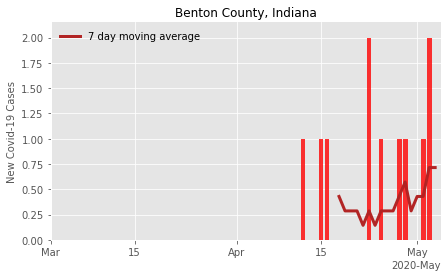 Benton County, Indiana
7 day moving average
New Covid-19 Cases
2.00
1.75
1.50
1.25
1.00
0.75
0.50
0.25
0.00
Mar 15 Apr 15 May
2020-May